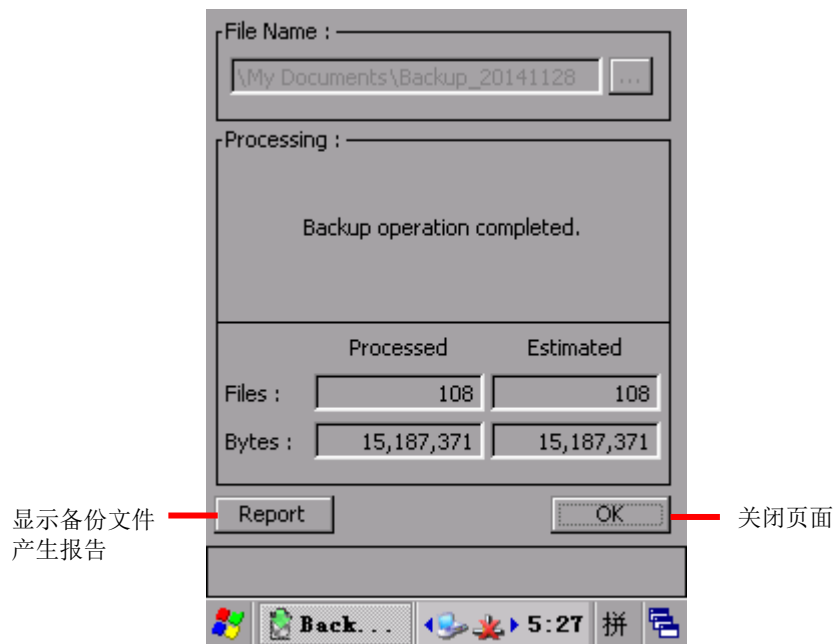 File Name :
\My Documents\Backup_20141128
...
Processing :
Backup operation completed.
Processed Estimated
Files : 108 108
Bytes : 15,187,371 15,187,371
显示备份文件
产生报告
Report
OK
关闭页面
Back...
5:27
拼